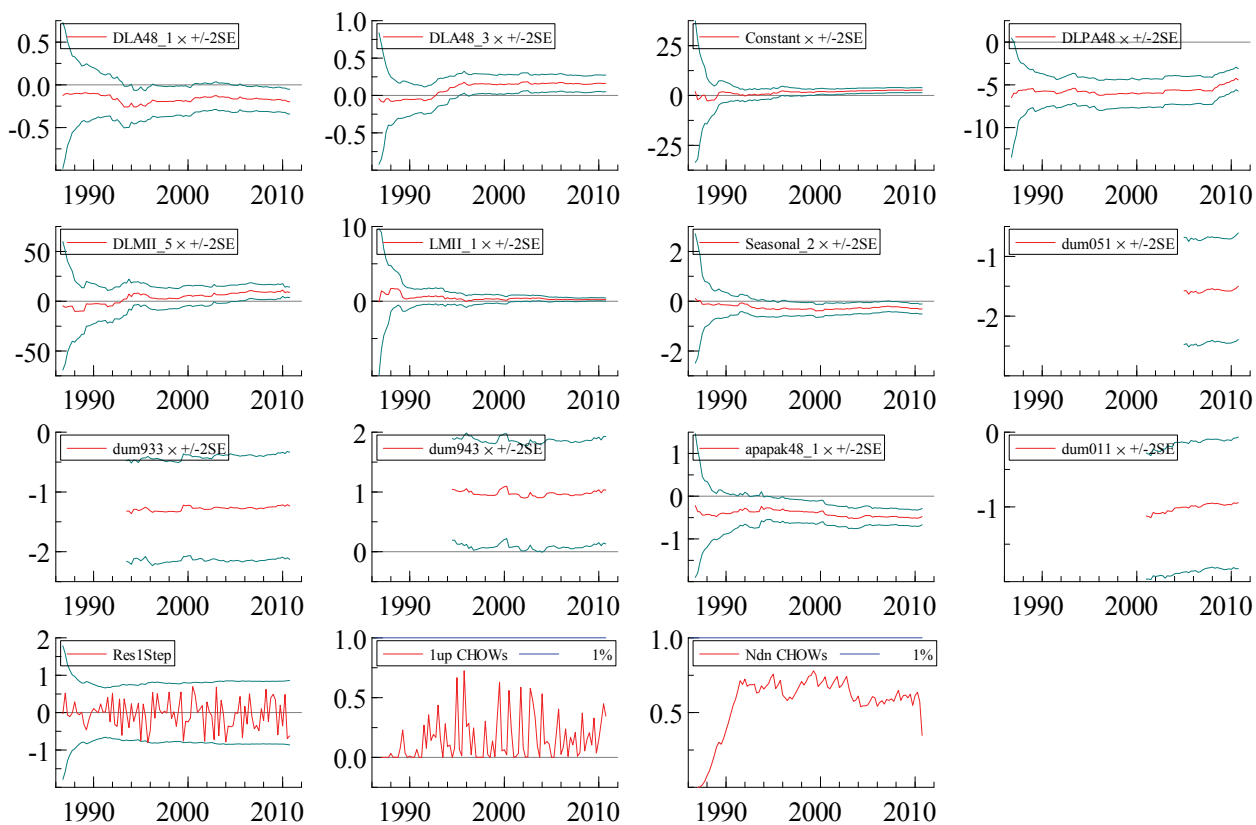 DLA48_1 × +/-2SE
0.5
0.0
-0.5
1990 2000 2010
DLA48_3 × +/-2SE
1.0
0.5
0.0
-0.5
1990 2000 2010
Constant × +/-2SE
25
0
-25
1990 2000 2010
DLPA48 × +/-2SE
0
-5
-10
1990 2000 2010
DLMII_5 × +/-2SE
50
0
-50
1990 2000 2010
LMII_1 × +/-2SE
10
0
1990 2000 2010
Seasonal_2 × +/-2SE
2
0
-2
1990 2000 2010
dum051 × +/-2SE
-1
-2
1990 2000 2010
dum933 × +/-2SE
0
-1
-2
1990 2000 2010
dum943 × +/-2SE
2
1
0
1990 2000 2010
apapak48_1 × +/-2SE
1
0
-1
1990 2000 2010
dum011 × +/-2SE
0
-1
1990 2000 2010
Res1Step
2
1
0
-1
1990 2000 2010
1up CHOWs 1%
1.0
0.5
0.0
1990 2000 2010
Ndn CHOWs 1%
1.0
0.5
1990 2000 2010